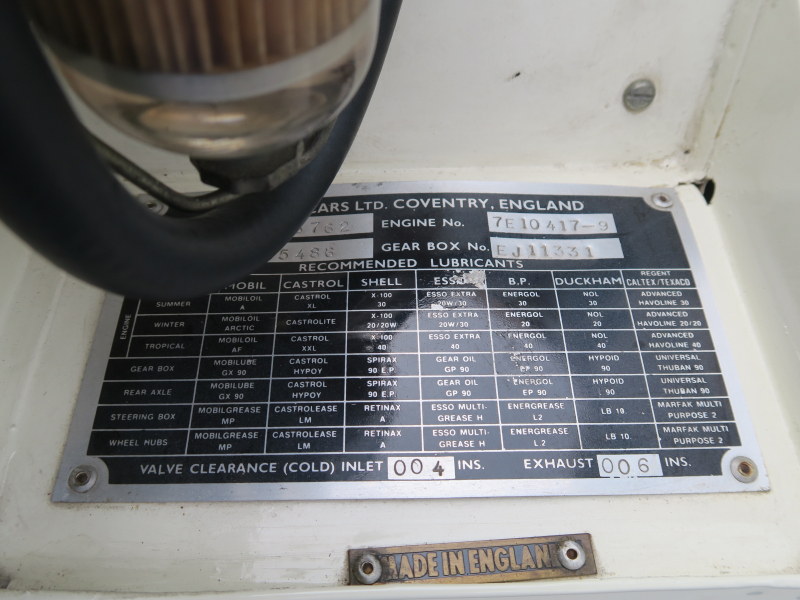 ARS LTD. COVENTRY, ENGLAND
762 ENGINE No. 7E10417-9
5486 GEAR BOX No. EJ11331
RECOMMENDED LUBRICANTS
MOBIL CASTROL SHELL ESSO B.P. DUCKHAM REGENT CALTEX/TEXACO
ENGINE
SUMMER MOBILOIL A CASTROL XL X-100 30 ESSO EXTRA 20W/30 ENERGOL 30 NOL 30 ADVANCED HAVOLINE 30
WINTER MOBILOIL ARCTIC CASTROLITE X-100 20/20W ESSO EXTRA 20W/30 ENERGOL 20 NOL 20 ADVANCED HAVOLINE 20/20
TROPICAL MOBILOIL AF CASTROL XXL X-100 40 ESSO EXTRA 40 ENERGOL 40 NOL 40 ADVANCED HAVOLINE 40
GEAR BOX MOBILUBE GX 90 CASTROL HYPOY SPIRAX 90 E.P. GEAR OIL GP 90 ENERGOL EP 90 HYPOID 90 UNIVERSAL THUBAN 90
REAR AXLE MOBILUBE GX 90 CASTROL HYPOY SPIRAX 90 E.P. GEAR OIL GP 90 ENERGOL EP 90 HYPOID 90 UNIVERSAL THUBAN 90
STEERING BOX MOBILGREASE MP CASTROLEASE LM RETINAX A ESSO MULTI-GREASE H ENERGREASE L2 LB 10. MARFAK MULTI PURPOSE 2
WHEEL HUBS MOBILGREASE MP CASTROLEASE LM RETINAX A ESSO MULTI-GREASE H ENERGREASE L.2 LB 10. MARFAK MULTI PURPOSE 2
VALVE CLEARANCE (COLD) INLET 004 INS. EXHAUST 006 INS.
MADE IN ENGLAN